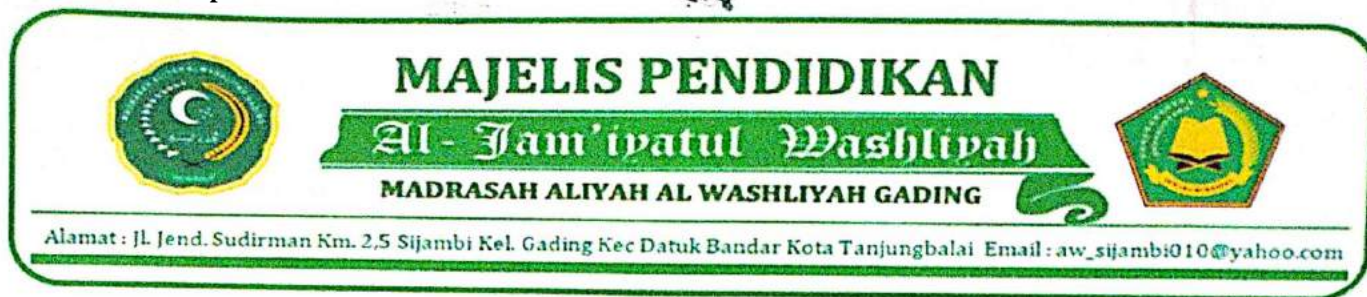 MAJELIS PENDIDIKAN
Al - Jam'iyatul Washliyah
MADRASAH ALIYAH AL WASHLIYAH GADING
Alamat : Jl. Jend. Sudirman Km. 2,5 Sijambi Kel. Gading Kec Datuk Bandar Kota Tanjungbalai Email : aw_sijambi010@yahoo.com